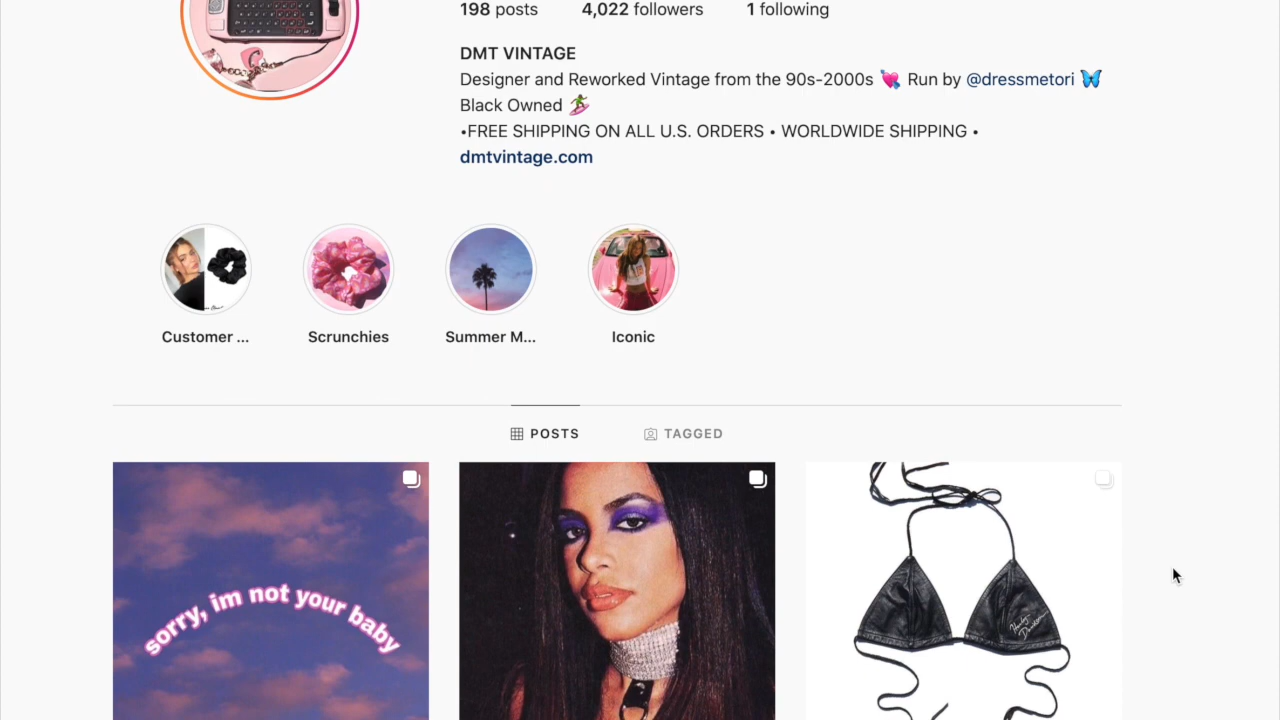 198 posts 4,022 followers 1 following
DMT VINTAGE
Designer and Reworked Vintage from the 90s-2000s 💘 Run by @dressmetori 🦋
Black Owned 🏄🏾‍♀️
•FREE SHIPPING ON ALL U.S. ORDERS • WORLDWIDE SHIPPING •
dmtvintage.com
Customer ... Scrunchies Summer M... Iconic
POSTS TAGGED
sorry, im not your baby
Harley
Davidson